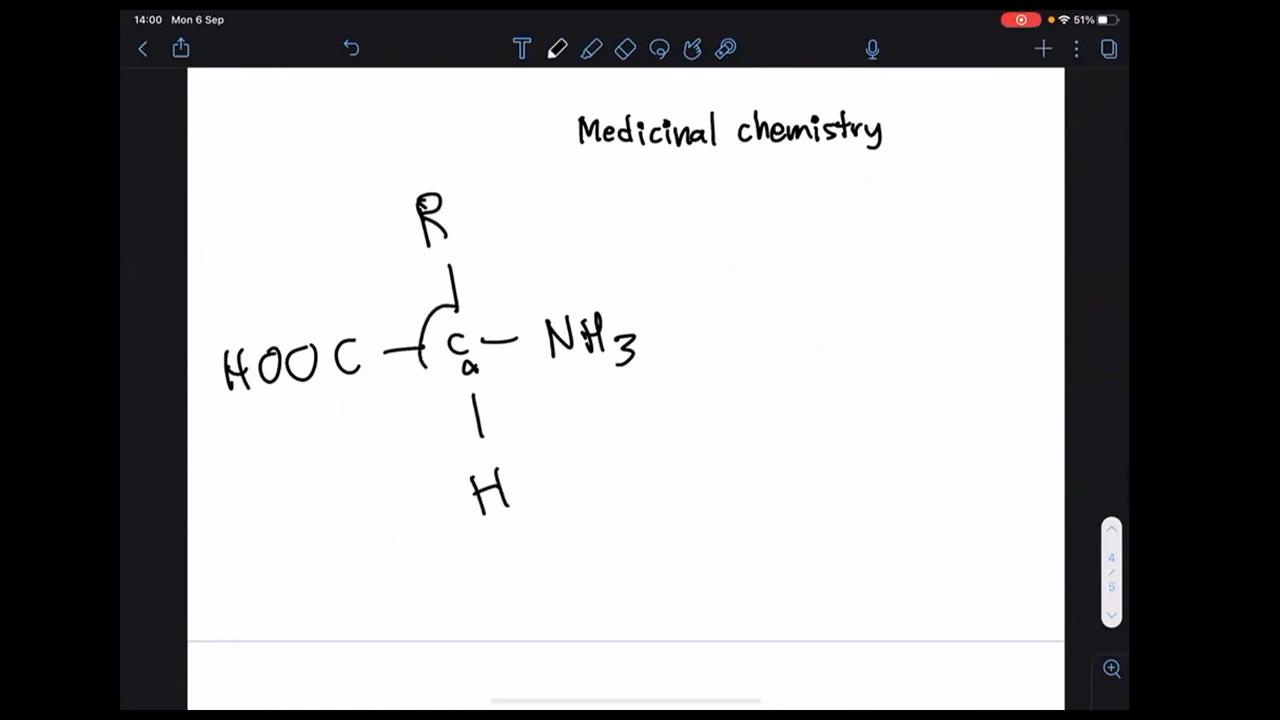 14:00 Mon 6 Sep
51%
T
Medicinal chemistry
R
HOOC - C - NH3
α
H
4
/
5